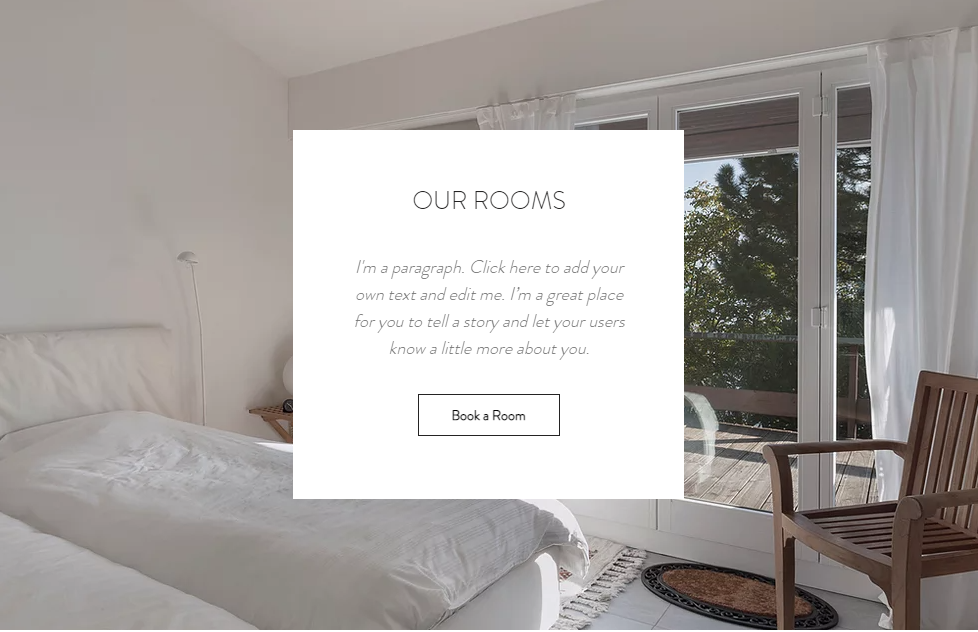 OUR ROOMS
I'm a paragraph. Click here to add your
own text and edit me. I’m a great place
for you to tell a story and let your users
know a little more about you.
Book a Room